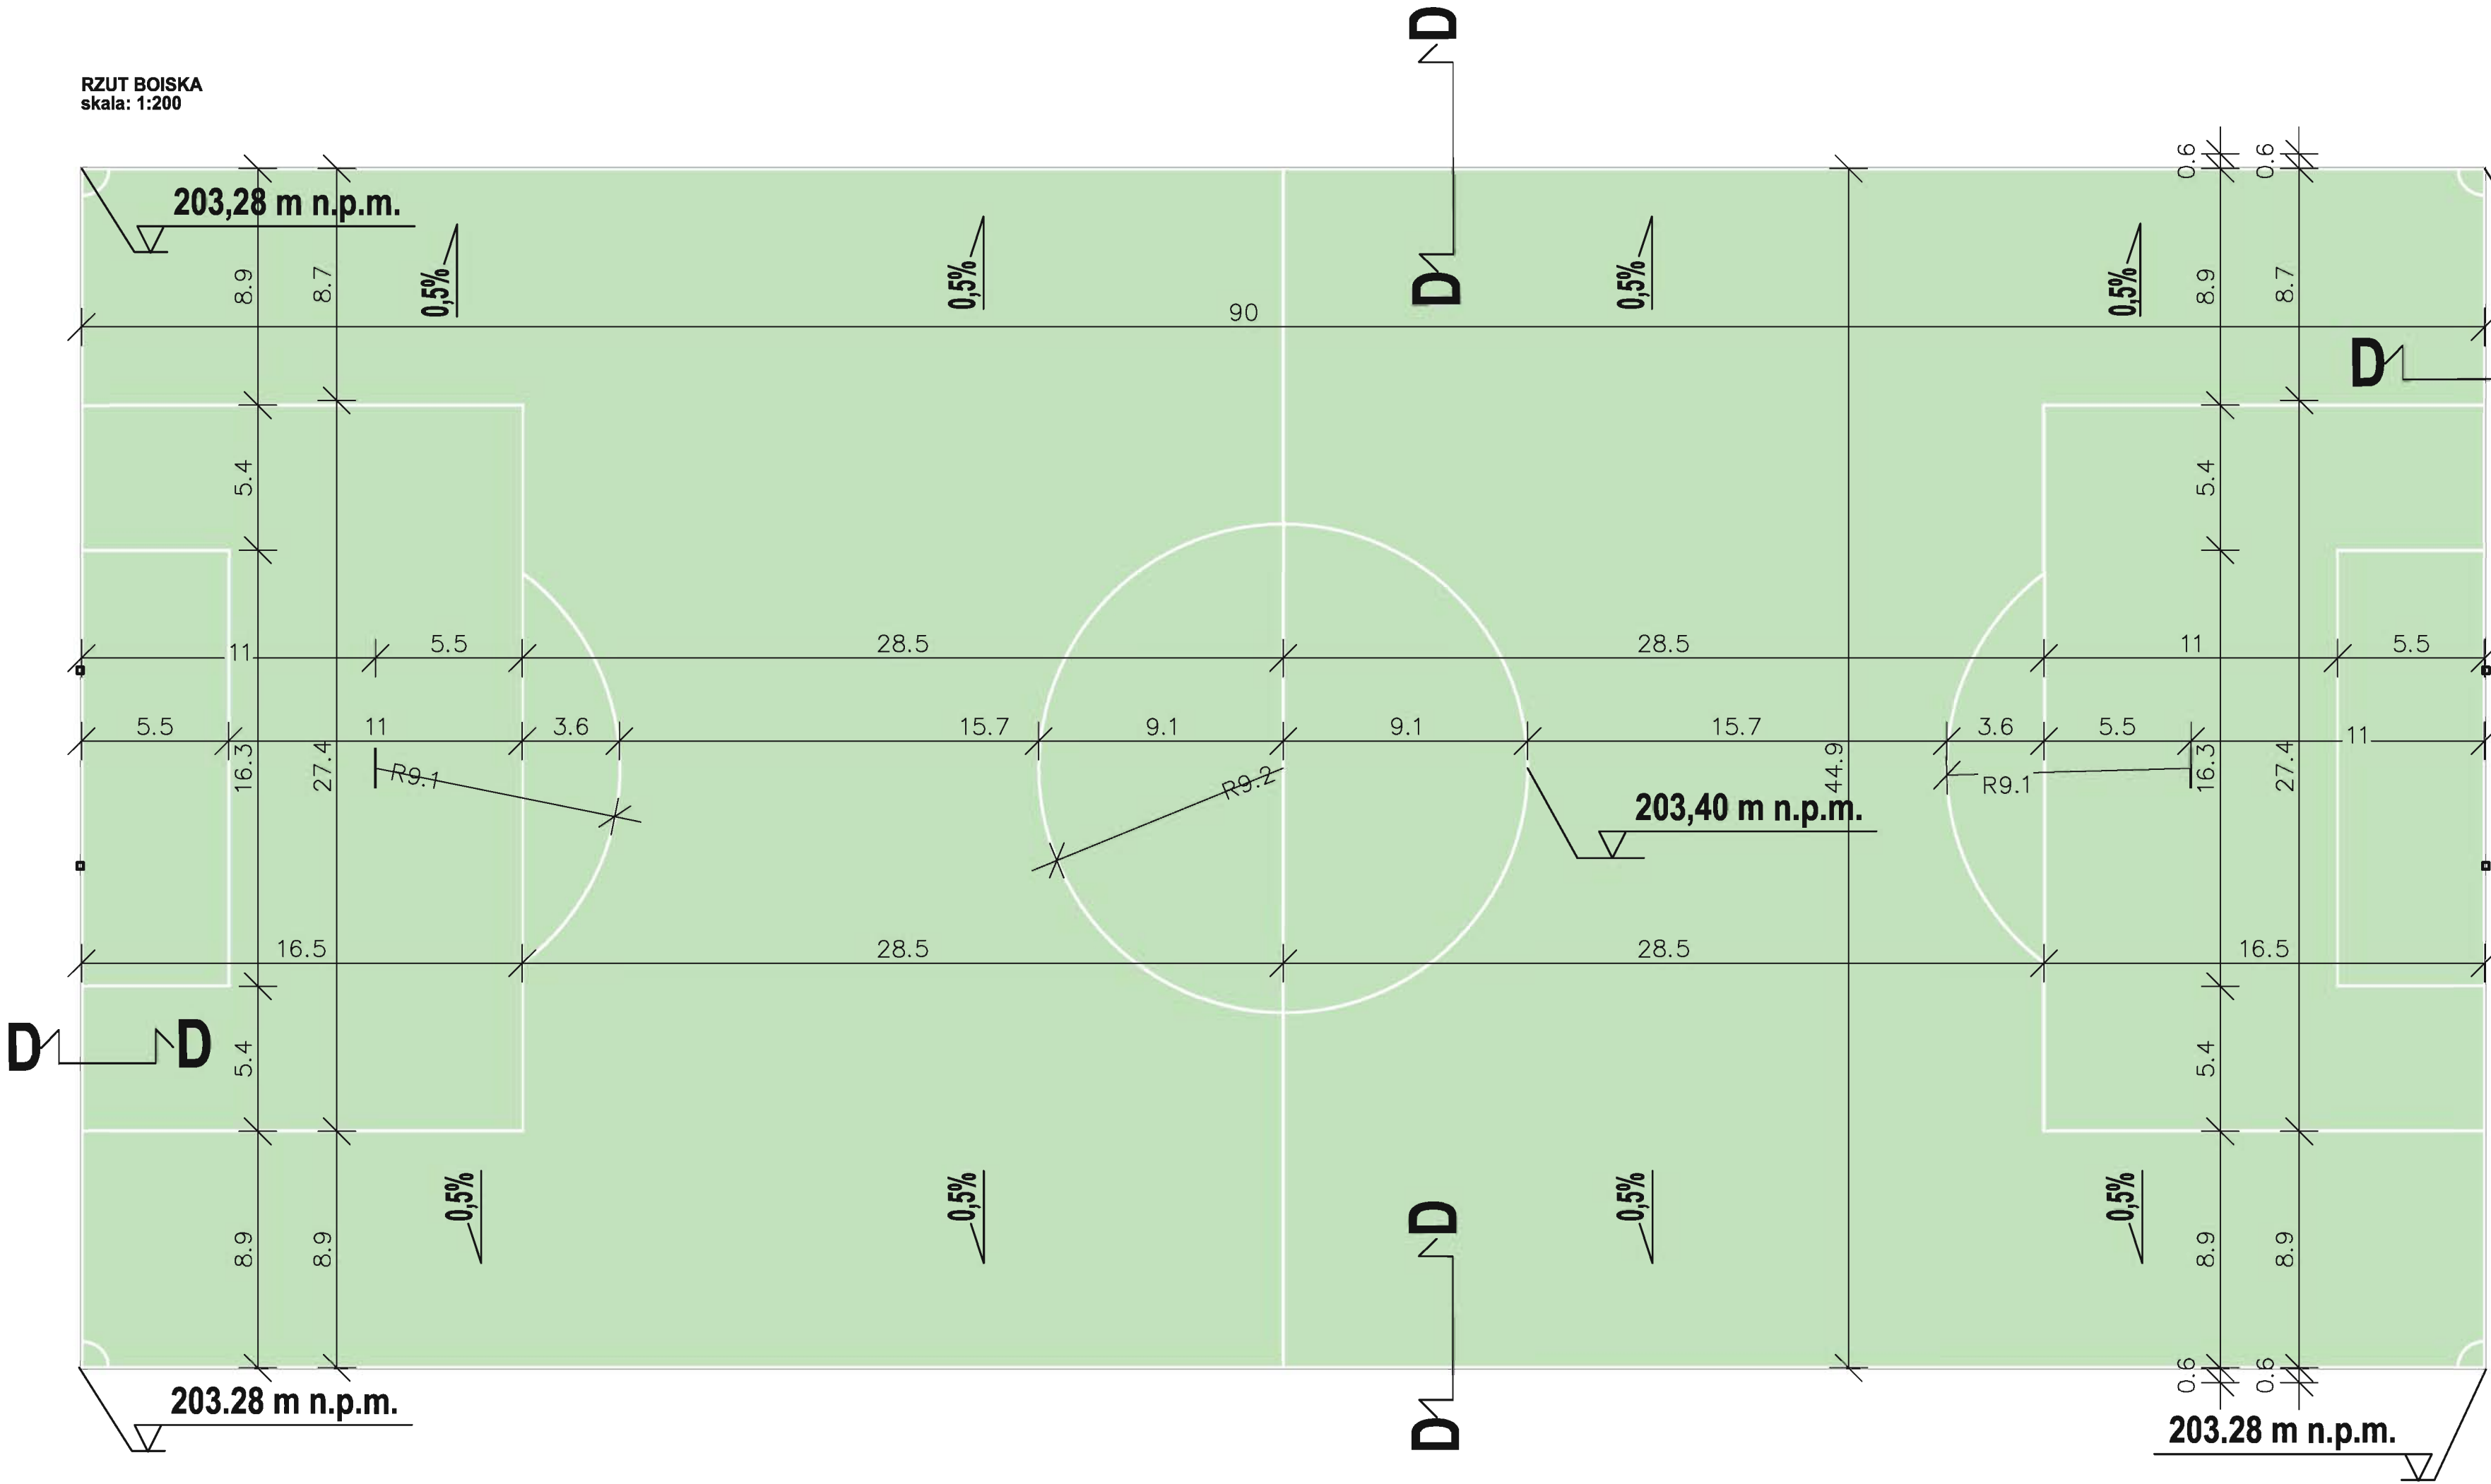 D
RZUT BOISKA
skala: 1:200
0.6 0.6
203,28 m n.p.m.
8.9 8.7 0,5% 0,5% D 0,5% 0,5% 8.9 8.7
90
D
5.4 5.4
11 5.5 28.5 28.5 11 5.5
5.5 11 3.6 15.7 9.1 9.1 15.7 3.6 5.5 11
16.3 27.4 R9.1 R9.2 44.9 R9.1 16.3 27.4
203,40 m n.p.m.
16.5 28.5 28.5 16.5
D D 5.4 5.4
0,5% 0,5% D 0,5% 0,5%
8.9 8.9 8.9 8.9
0.6 0.6
203.28 m n.p.m.
D
203.28 m n.p.m.